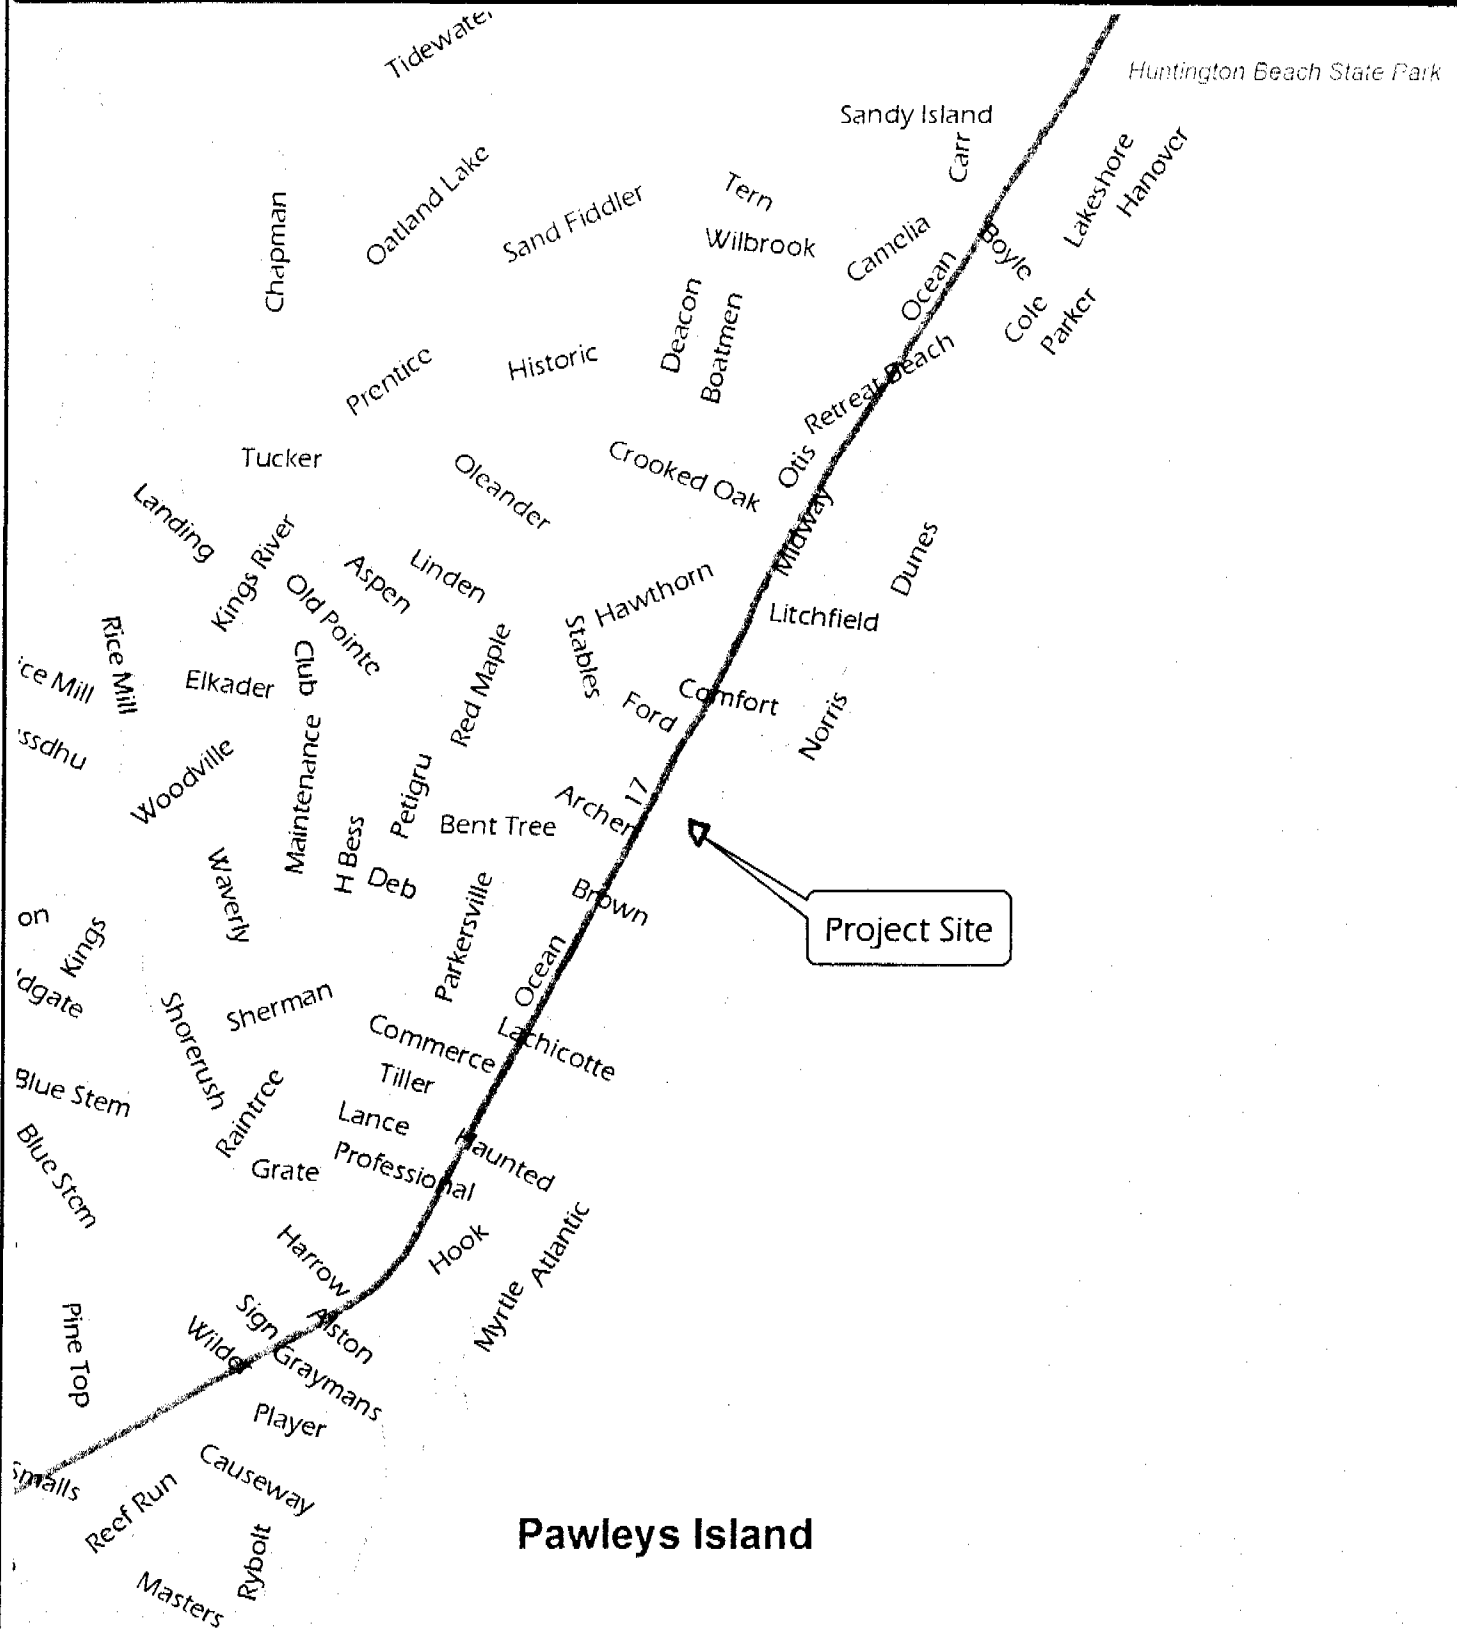 Tidewater
Huntington Beach State Park
Sandy Island
Carr
Lakeshore
Hanover
Tern
Oatland Lake
Chapman
Sand Fiddler
Wilbrook
Camelia
Boyle
Ocean
Deacon
Boatmen
Cole
Parker
Prentice
Historic
Retreat Beach
Tucker
Oleander
Crooked Oak
Otis
Landing
Kings River
Midway
Dunes
Aspen
Linden
Old Pointe
Hawthorn
Litchfield
Rice Mill
Stables
Red Maple
Club
ice Mill
Elkader
Ford
Comfort
Norris
ssdhu
Woodville
Maintenance
Petigru
17
Archer
Bent Tree
H Bess
Deb
Waverly
Parkersville
Brown
Project Site
on
Kings
Ocean
dgate
Sherman
Shorerush
Commerce
Lachicotte
Tiller
Blue Stem
Raintree
Lance
Haunted
Blue Stem
Grate
Professional
Harrow
Hook
Atlantic
Myrtle
Sign
Alston
Wilder
Pine Top
Graymans
Player
Smalls
Causeway
Reef Run
Pawleys Island
Rybolt
Masters